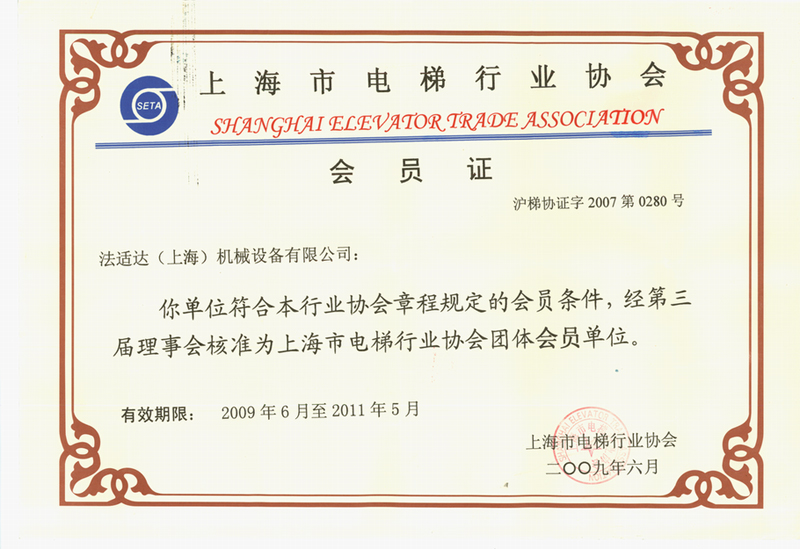 SETA
上海市电梯行业协会
SHANGHAI ELEVATOR TRADE ASSOCIATION
会员证
沪梯协证字 2007 第 0280 号
法适达（上海）机械设备有限公司：
你单位符合本行业协会章程规定的会员条件，经第三
届理事会核准为上海市电梯行业协会团体会员单位。
有效期限： 2009 年 6 月至 2011 年 5 月
上海市电梯行业协会
二〇〇九年六月